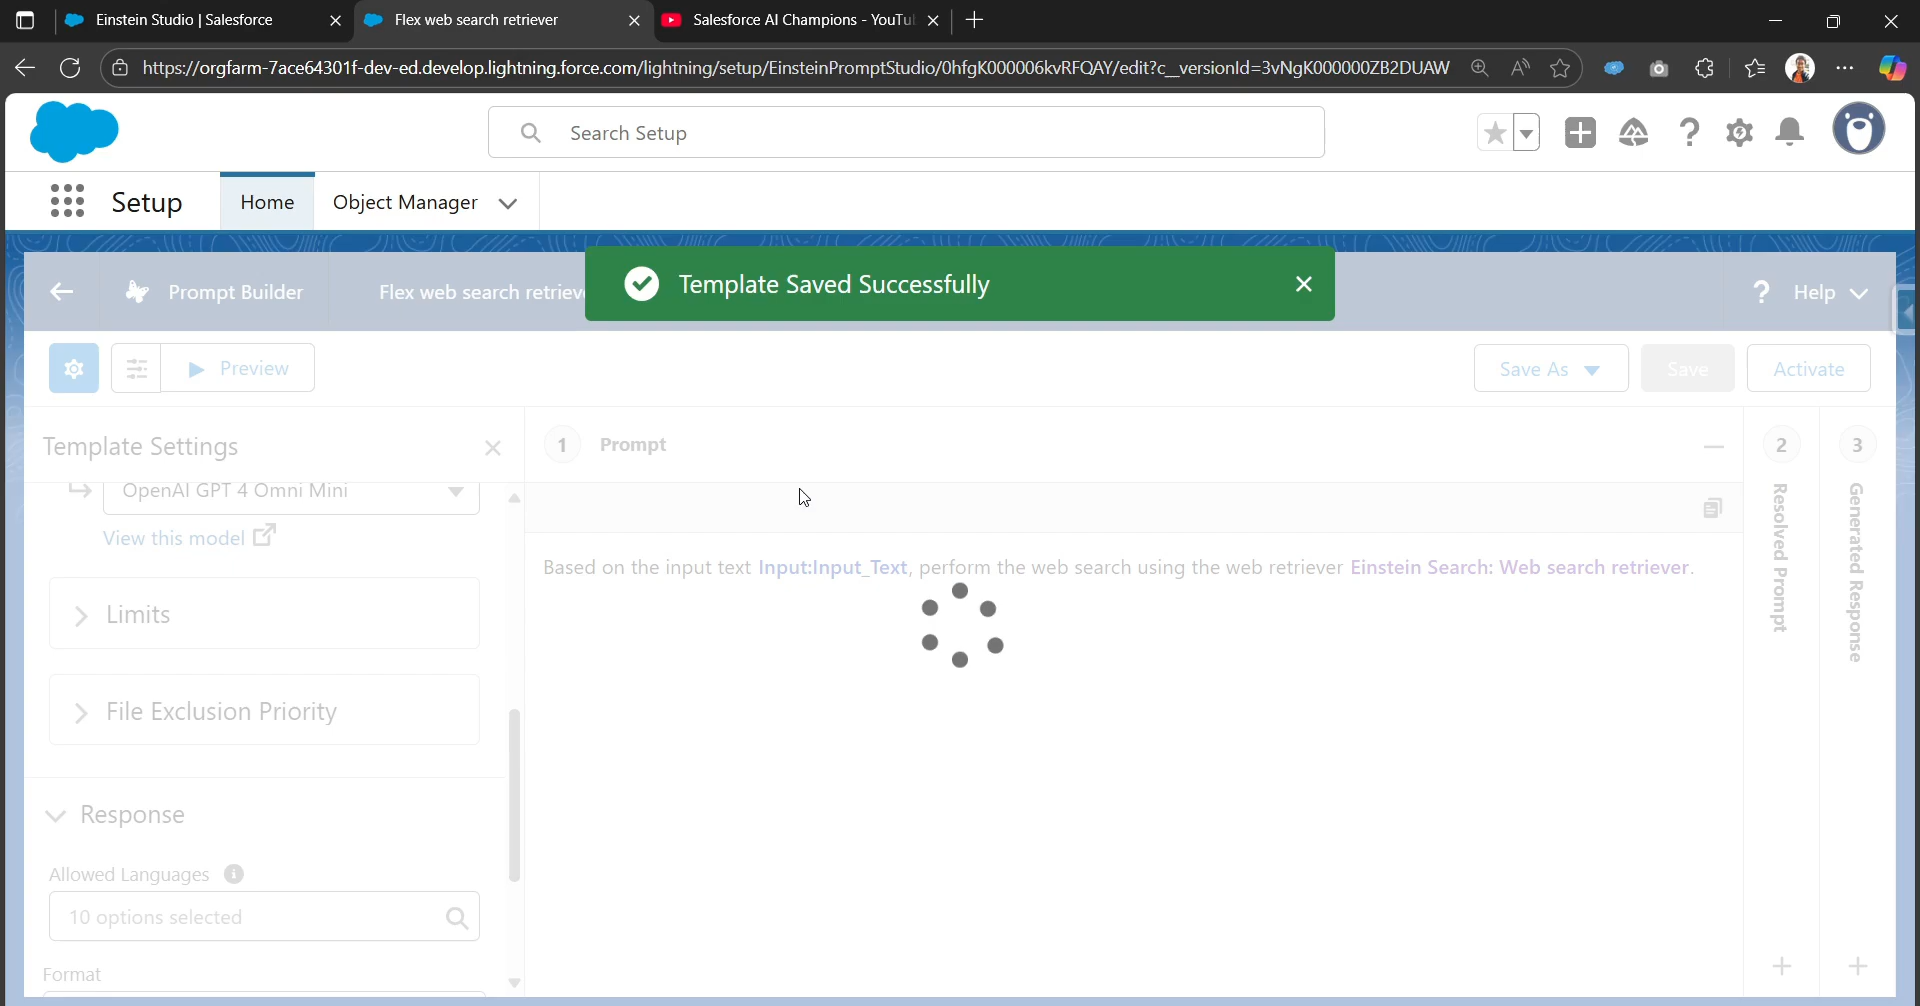 Einstein Studio | Salesforce
Flex web search retriever
Salesforce AI Champions - YouTu
https://orgfarm-7ace64301f-dev-ed.develop.lightning.force.com/lightning/setup/EinsteinPromptStudio/0hfgK000006kvRFQAY/edit?c__versionId=3vNgK000000ZB2DUAW
Search Setup
Setup
Home
Object Manager
Prompt Builder
Flex web search retriev
Template Saved Successfully
Help
Preview
Save As
Save
Activate
Template Settings
1
Prompt
2
3
OpenAI GPT 4 Omni Mini
View this model
Based on the input text Input:Input_Text, perform the web search using the web retriever Einstein Search: Web search retriever.
Resolved Prompt
Generated Response
Limits
File Exclusion Priority
Response
Allowed Languages
10 options selected
Format